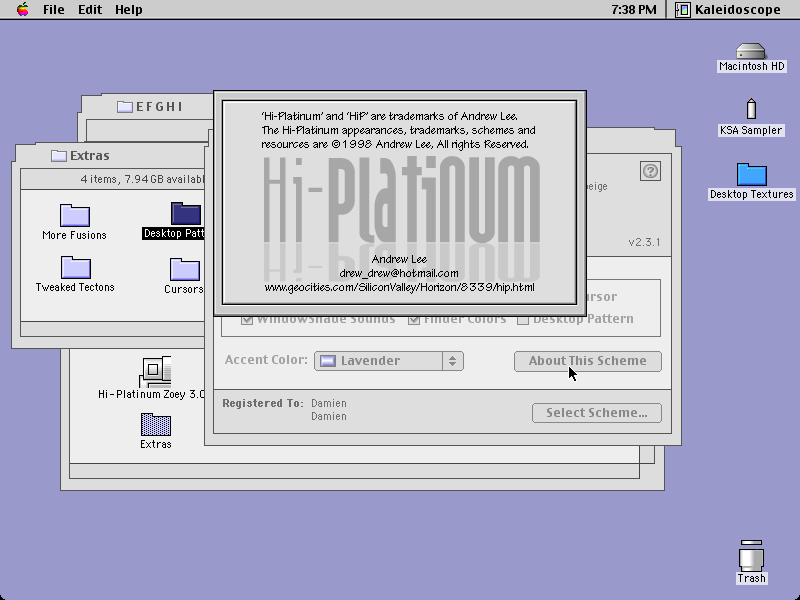 File Edit Help
7:38 PM
Kaleidoscope
Macintosh HD
KSA Sampler
Desktop Textures
E F G H I
Extras
4 items, 7.94 GB availabl
More Fusions
Desktop Patt
Tweaked Tectons
Cursors
'Hi-Platinum' and 'HiP' are trademarks of Andrew Lee.
The Hi-Platinum appearances, trademarks, schemes and
resources are ©1998 Andrew Lee, All rights Reserved.
Hi-Platinum
Andrew Lee
drew_drew@hotmail.com
www.geocities.com/SiliconValley/Horizon/8339/hip.html
?
beige
v2.3.1
ursor
WindowShade Sounds
Finder Colors
Desktop Pattern
Accent Color:
Lavender
About This Scheme
Registered To: Damien
Damien
Select Scheme...
Hi-Platinum Zoey 3.0
Extras
Trash